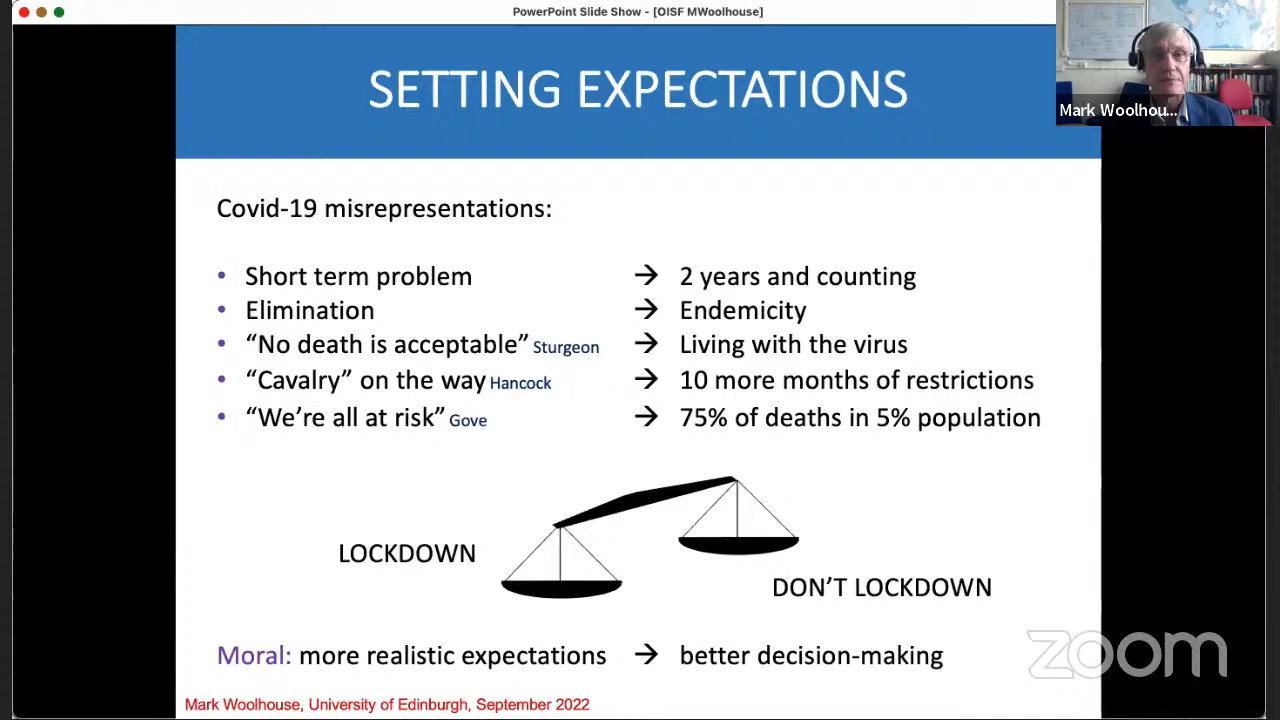 PowerPoint Slide Show - [OISF MWoolhouse]
SETTING EXPECTATIONS
Mark Woolhou...
Covid-19 misrepresentations:
• Short term problem → 2 years and counting
• Elimination → Endemicity
• “No death is acceptable” Sturgeon → Living with the virus
• “Cavalry” on the way Hancock → 10 more months of restrictions
• “We’re all at risk” Gove → 75% of deaths in 5% population
LOCKDOWN
DON’T LOCKDOWN
Moral: more realistic expectations → better decision-making
zoom
Mark Woolhouse, University of Edinburgh, September 2022